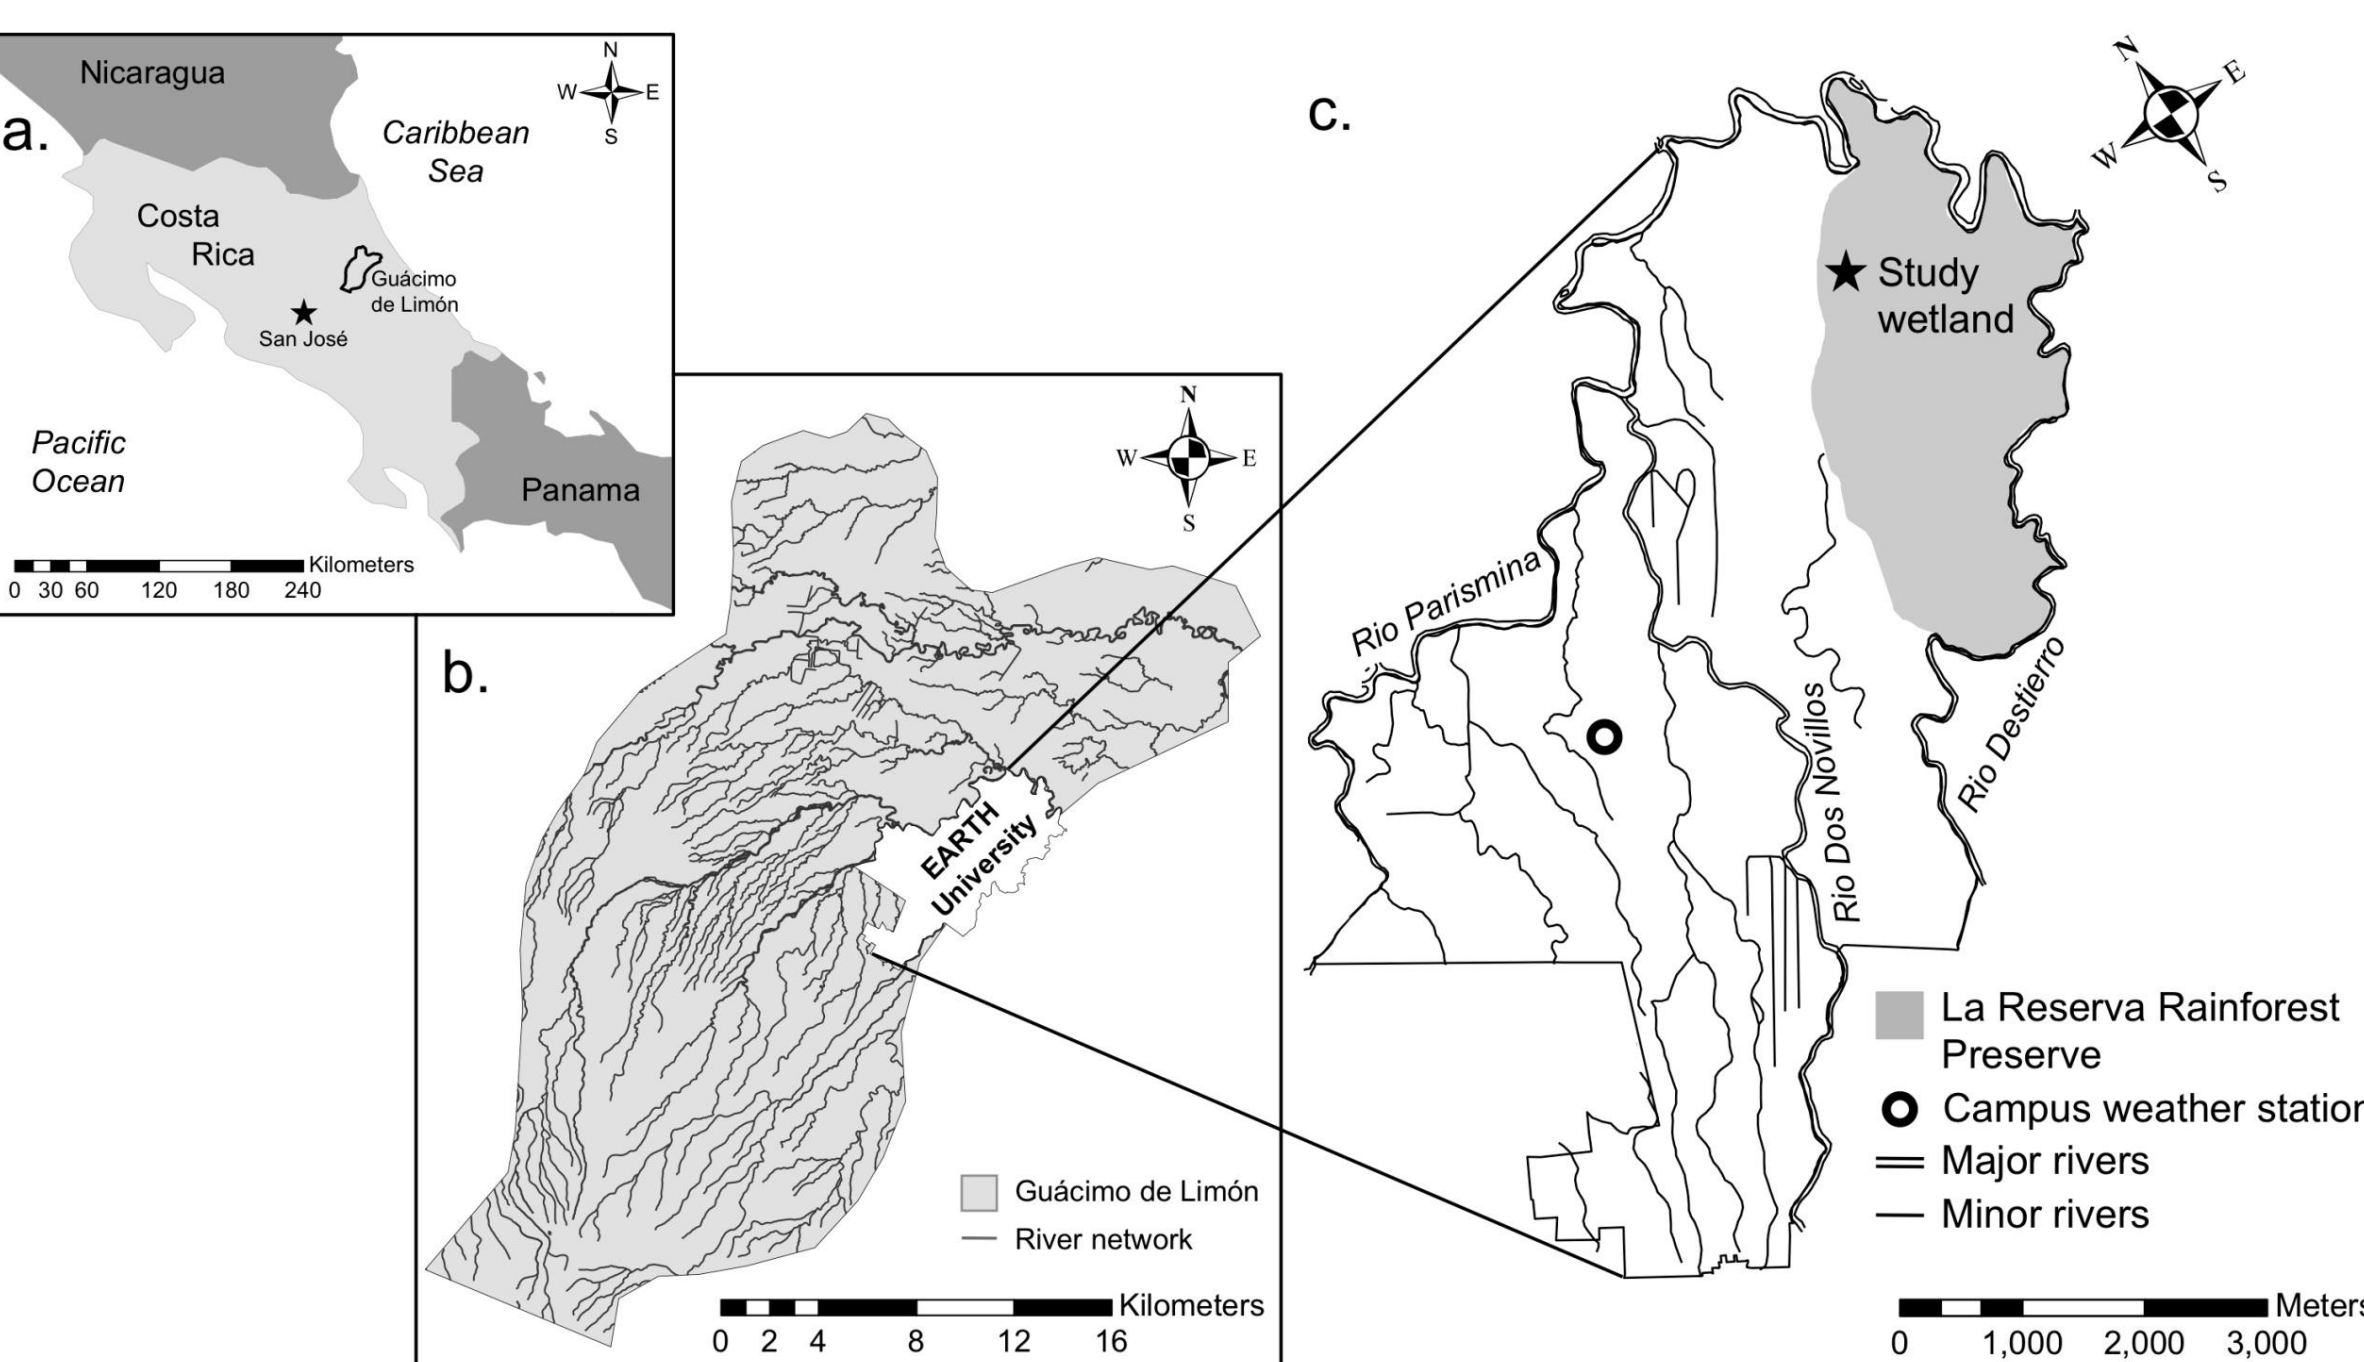 a.
Nicaragua
N
W E
S
Caribbean
Sea
Costa
Rica
Guácimo
de Limón
San José
Pacific
Ocean
Panama
Kilometers
0 30 60 120 180 240
b.
N
W E
S
EARTH
University
Guácimo de Limón
River network
Kilometers
0 2 4 8 12 16
c.
N
E
W
S
Study
wetland
Rio Parismina
Rio Dos Novillos
Rio Destierro
La Reserva Rainforest
Preserve
Campus weather station
Major rivers
Minor rivers
Meters
0 1,000 2,000 3,000